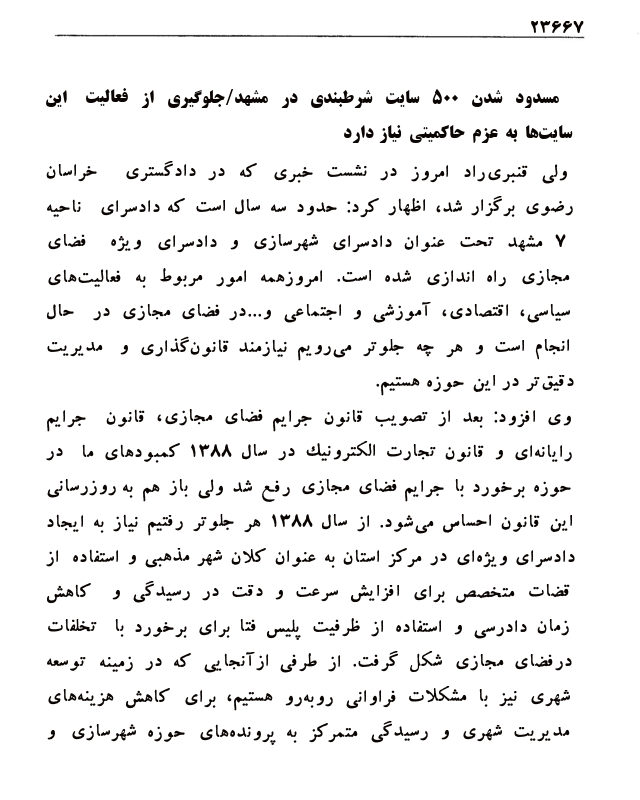 ۲۳۶۶۷
مسدود شدن ۵۰۰ سایت شرطبندی در مشهد/جلوگیری از فعالیت این
سایت‌ها به عزم حاکمیتی نیاز دارد
ولی قنبری‌راد امروز در نشست خبری که در دادگستری خراسان
رضوی برگزار شد، اظهار کرد: حدود سه سال است که دادسرای ناحیه
۷ مشهد تحت عنوان دادسرای شهرسازی و دادسرای ویژه فضای
مجازی راه اندازی شده است. امروزهمه امور مربوط به فعالیت‌های
سیاسی، اقتصادی، آموزشی و اجتماعی و...در فضای مجازی در حال
انجام است و هر چه جلوتر می‌رویم نیازمند قانون‌گذاری و مدیریت
دقیق‌تر در این حوزه هستیم.
وی افزود: بعد از تصویب قانون جرایم فضای مجازی، قانون جرایم
رایانه‌ای و قانون تجارت الکترونیك در سال ۱۳۸۸ کمبودهای ما در
حوزه برخورد با جرایم فضای مجازی رفع شد ولی باز هم به روزرسانی
این قانون احساس می‌شود. از سال ۱۳۸۸ هر جلوتر رفتیم نیاز به ایجاد
دادسرای ویژه‌ای در مرکز استان به عنوان کلان شهر مذهبی و استفاده از
قضات متخصص برای افزایش سرعت و دقت در رسیدگی و کاهش
زمان دادرسی و استفاده از ظرفیت پلیس فتا برای برخورد با تخلفات
درفضای مجازی شکل گرفت. از طرفی ازآنجایی که در زمینه توسعه
شهری نیز با مشکلات فراوانی روبه‌رو هستیم، برای کاهش هزینه‌های
مدیریت شهری و رسیدگی متمرکز به پرونده‌های حوزه شهرسازی و